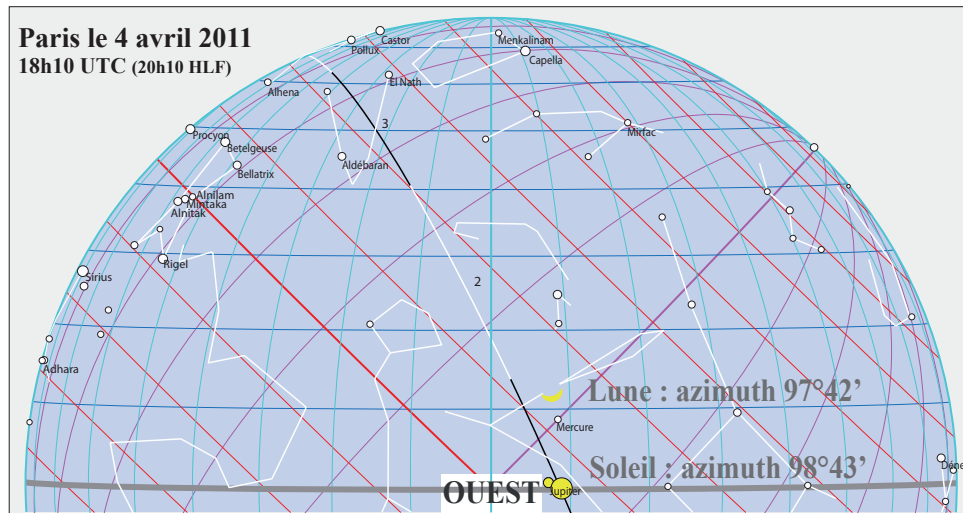 Paris le 4 avril 2011
18h10 UTC (20h10 HLF)
Castor
Pollux
Menkalinam
Capella
El Nath
Alhena
3
Procyon
Mirfac
Betelgeuse
Aldébaran
Bellatrix
Alnilam
Mintaka
Alnitak
Rigel
Sirius
2
Adhara
Lune : azimuth 97°42’
Mercure
Soleil : azimuth 98°43’
Déne
OUEST
Jupiter